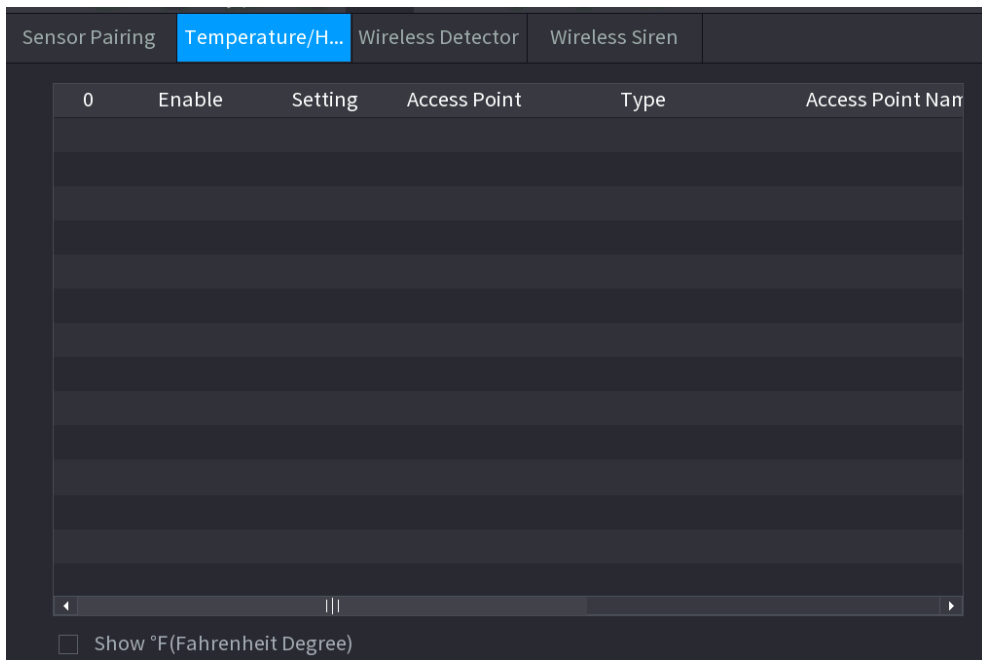 Sensor Pairing Temperature/H... Wireless Detector Wireless Siren
0 Enable Setting Access Point Type Access Point Nam
Show °F(Fahrenheit Degree)